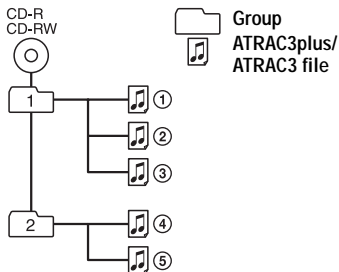 CD-R
CD-RW
Group
ATRAC3plus/
ATRAC3 file
1
①
②
③
2
④
⑤